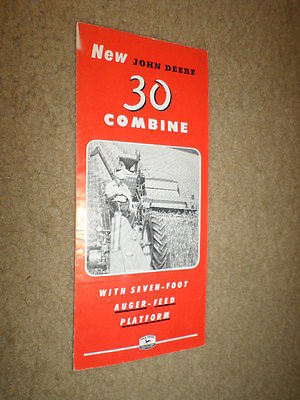 New JOHN DEERE
30
COMBINE
WITH SEVEN-FOOT
AUGER-FEED
PLATFORM